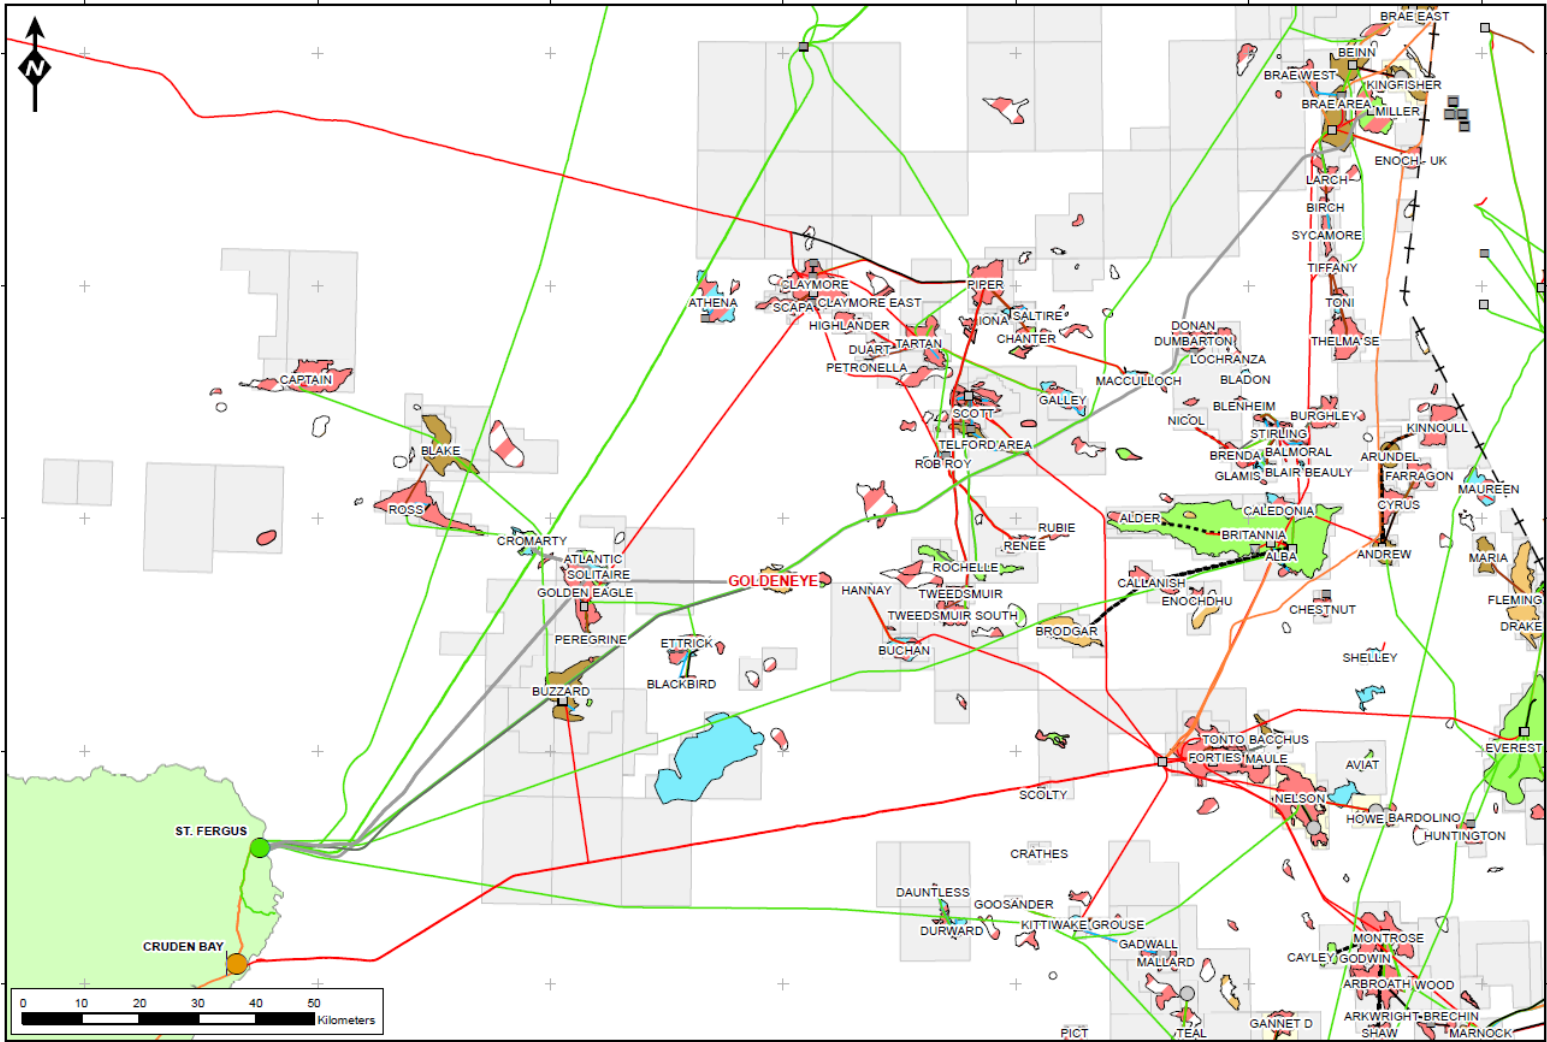 BRAE EAST
N
BEINN
BRAE WEST
KINGFISHER
BRAE AREA
MILLER
ENOCH - UK
LARCH
BIRCH
SYCAMORE
TIFFANY
CLAYMORE
PIPER
ATHENA
SCAPA
CLAYMORE EAST
TONI
HIGHLANDER
IONA
SALTIRE
DONAN
DUMBARTON
THELMA SE
DUART
TARTAN
CHANTER
LOCHRANZA
PETRONELLA
CAPTAIN
MACCULLOCH
BLADON
GALLEY
BLENHEIM
SCOTT
NICOL
BURGHLEY
KINNOULL
STIRLING
BLAKE
TELFORD AREA
BRENDA
BALMORAL
ARUNDEL
ROB ROY
GLAMIS
BLAIR BEAULY
FARRAGON
MAUREEN
ROSS
CYRUS
ALDER
CALEDONIA
RUBIE
BRITANNIA
CROMARTY
RENEE
ALBA
ANDREW
MARIA
ATLANTIC
SOLITAIRE
GOLDENEYE
ROCHELLE
CALLANISH
GOLDEN EAGLE
HANNAY
TWEEDSMUIR
ENOCHDHU
CHESTNUT
FLEMING
TWEEDSMUIR SOUTH
DRAKE
PEREGRINE
ETTRICK
BRODGAR
BUCHAN
SHELLEY
BLACKBIRD
BUZZARD
TONTO
BACCHUS
EVEREST
FORTIES
MAULE
AVIAT
SCOLTY
NELSON
HOWE
BARDOLINO
ST. FERGUS
HUNTINGTON
CRATHES
DAUNTLESS
GOOSANDER
DURWARD
KITTIWAKE
GROUSE
CRUDEN BAY
GADWALL
MONTROSE
MALLARD
CAYLEY
GODWIN
ARBROATH
WOOD
0 10 20 30 40 50
Kilometers
ARKWRIGHT
BRECHIN
GANNET D
PICT
TEAL
SHAW
MARNOCK